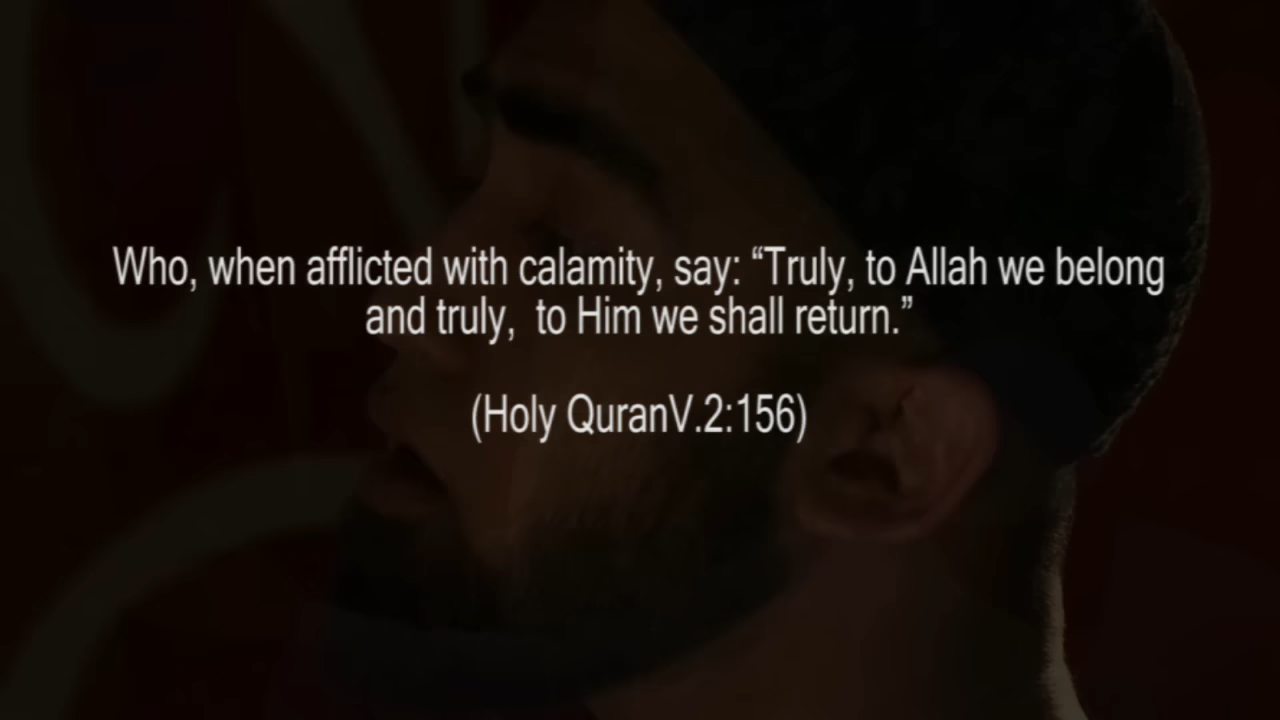 Who, when afflicted with calamity, say: “Truly, to Allah we belong
and truly,  to Him we shall return.”
(Holy QuranV.2:156)